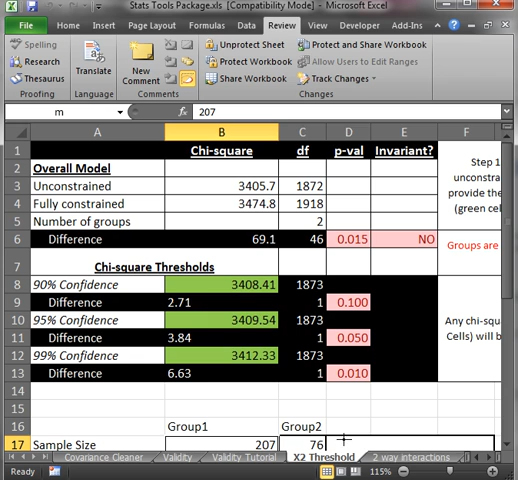 Stats Tools Package.xls [Compatibility Mode] - Microsoft Excel
File Home Insert Page Layout Formulas Data Review View Developer Add-Ins
Spelling
Research
Thesaurus
Proofing
Translate
Language
New Comment
Comments
Unprotect Sheet
Protect Workbook
Share Workbook
Protect and Share Workbook
Allow Users to Edit Ranges
Track Changes
Changes
m fx 207
A B C D E F
1 Chi-square df p-val Invariant? Step 1
2 Overall Model unconstra
3 Unconstrained 3405.7 1872 provide the
4 Fully constrained 3474.8 1918 (green cel
5 Number of groups 2
6 Difference 69.1 46 0.015 NO Groups are
7 Chi-square Thresholds
8 90% Confidence 3408.41 1873
9 Difference 2.71 1 0.100
10 95% Confidence 3409.54 1873 Any chi-squ
11 Difference 3.84 1 0.050 Cells) will b
12 99% Confidence 3412.33 1873
13 Difference 6.63 1 0.010
14
15
16 Group1 Group2
17 Sample Size 207 76
Covariance Cleaner Validity Validity Tutorial X2 Threshold 2 way interactions
Ready 115%